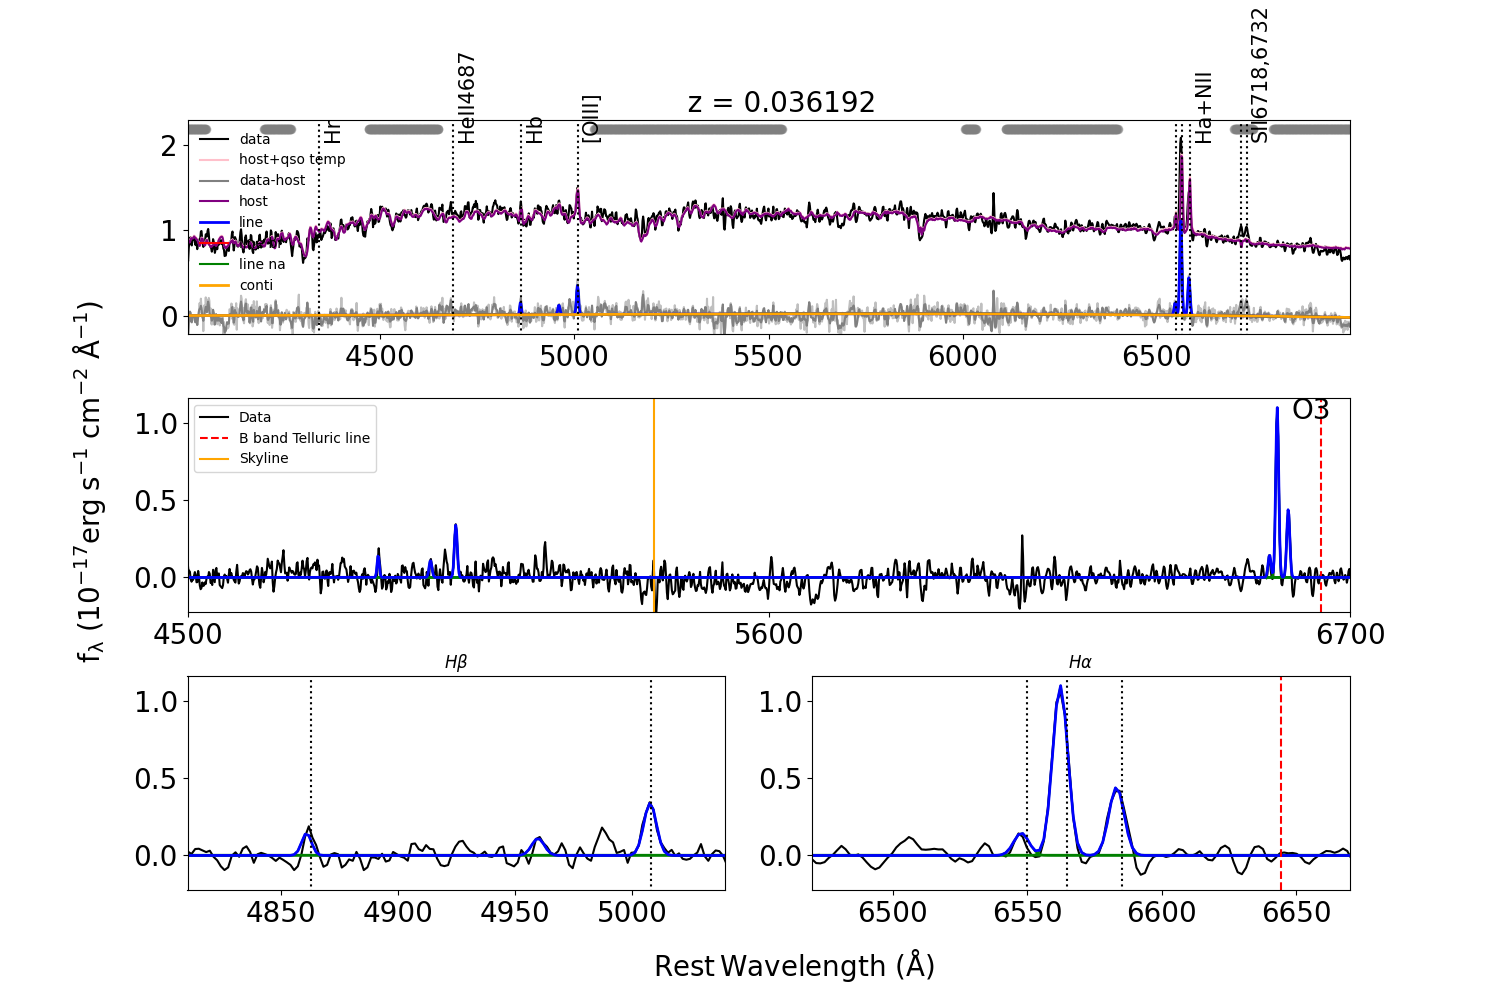 z = 0.036192
Hr
HeII4687
Hb
[OIII]
Ha+NII
SII6718,6732
data
host+qso temp
data-host
host
line
line na
conti
2
1
0
4500
5000
5500
6000
6500
Data
B band Telluric line
Skyline
O3
1.0
0.5
0.0
4500
5600
6700
fλ (10⁻¹⁷erg s⁻¹ cm⁻² Å⁻¹)
Hβ
1.0
0.5
0.0
4850
4900
4950
5000
Hα
1.0
0.5
0.0
6500
6550
6600
6650
Rest Wavelength (Å)